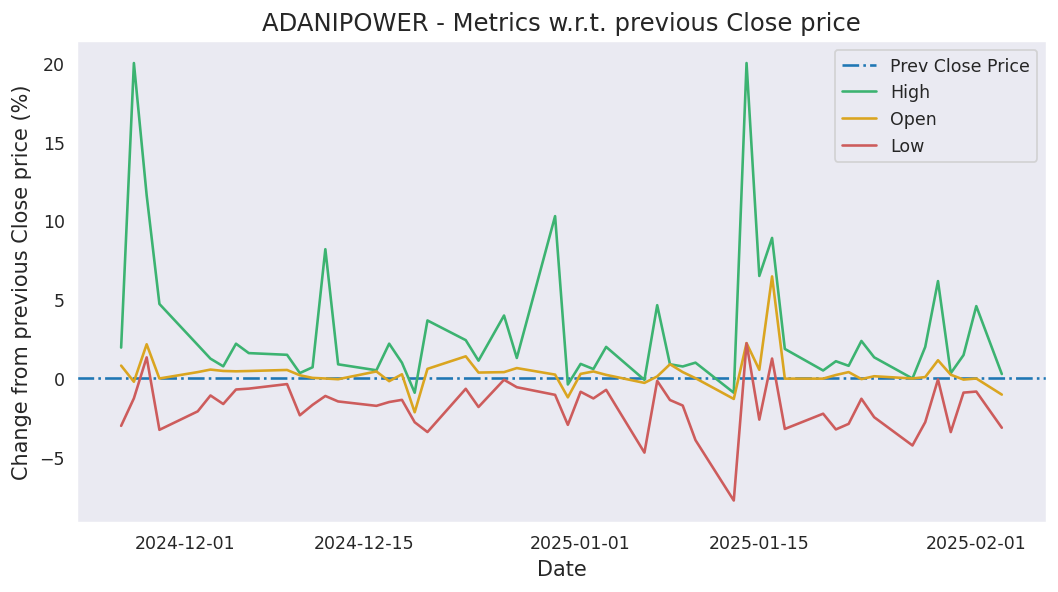 ADANIPOWER - Metrics w.r.t. previous Close price
Prev Close Price
High
Open
Low
Change from previous Close price (%)
20
15
10
5
0
−5
2024-12-01
2024-12-15
2025-01-01
2025-01-15
2025-02-01
Date